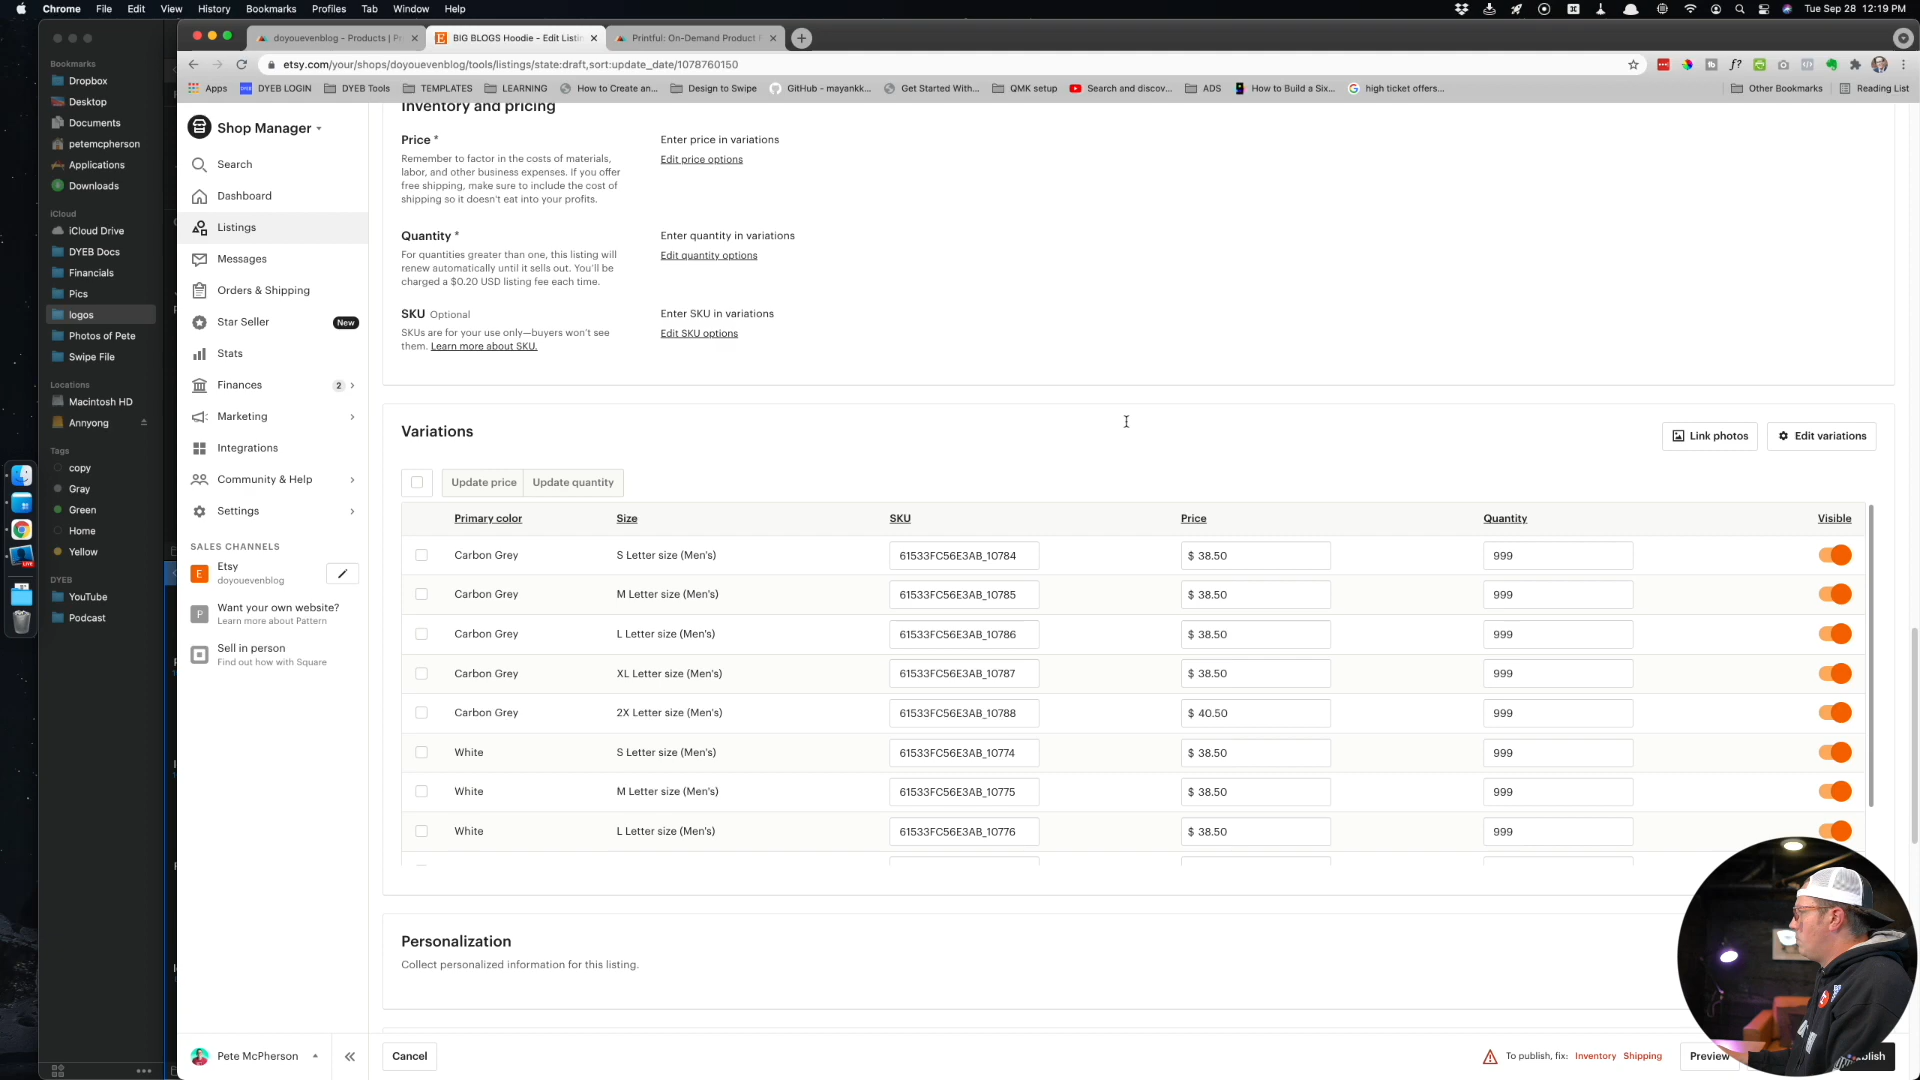 Chrome File Edit View History Bookmarks Profiles Tab Window Help
Tue Sep 28 12:19 PM
doyouevenblog - Products | Pr
BIG BLOGS Hoodie - Edit Listin
Printful: On-Demand Product F
etsy.com/your/shops/doyouevenblog/tools/listings/state:draft,sort:update_date/1078760150
Apps DYEB LOGIN DYEB Tools TEMPLATES LEARNING How to Create an... Design to Swipe GitHub - mayankk... Get Started With... QMK setup Search and discov... ADS How to Build a Six... high ticket offers... Other Bookmarks Reading List
Bookmarks
Dropbox
Desktop
Documents
petemcpherson
Applications
Downloads
iCloud
iCloud Drive
DYEB Docs
Financials
Pics
logos
Photos of Pete
Swipe File
Locations
Macintosh HD
Annyong
Tags
copy
Gray
Green
Home
Yellow
DYEB
YouTube
Podcast
Shop Manager
Search
Dashboard
Listings
Messages
Orders & Shipping
Star Seller New
Stats
Finances 2
Marketing
Integrations
Community & Help
Settings
SALES CHANNELS
Etsy
doyouevenblog
Want your own website?
Learn more about Pattern
Sell in person
Find out how with Square
Pete McPherson
Inventory and pricing
Price *
Remember to factor in the costs of materials,
labor, and other business expenses. If you offer
free shipping, make sure to include the cost of
shipping so it doesn't eat into your profits.
Enter price in variations
Edit price options
Quantity *
For quantities greater than one, this listing will
renew automatically until it sells out. You'll be
charged a $0.20 USD listing fee each time.
Enter quantity in variations
Edit quantity options
SKU Optional
SKUs are for your use only—buyers won't see
them. Learn more about SKU.
Enter SKU in variations
Edit SKU options
Variations
Link photos Edit variations
Update price Update quantity
Primary color Size SKU Price Quantity Visible
Carbon Grey S Letter size (Men's) 61533FC56E3AB_10784 $ 38.50 999
Carbon Grey M Letter size (Men's) 61533FC56E3AB_10785 $ 38.50 999
Carbon Grey L Letter size (Men's) 61533FC56E3AB_10786 $ 38.50 999
Carbon Grey XL Letter size (Men's) 61533FC56E3AB_10787 $ 38.50 999
Carbon Grey 2X Letter size (Men's) 61533FC56E3AB_10788 $ 40.50 999
White S Letter size (Men's) 61533FC56E3AB_10774 $ 38.50 999
White M Letter size (Men's) 61533FC56E3AB_10775 $ 38.50 999
White L Letter size (Men's) 61533FC56E3AB_10776 $ 38.50 999
Personalization
Collect personalized information for this listing.
Cancel
To publish, fix: Inventory Shipping
Preview
blish